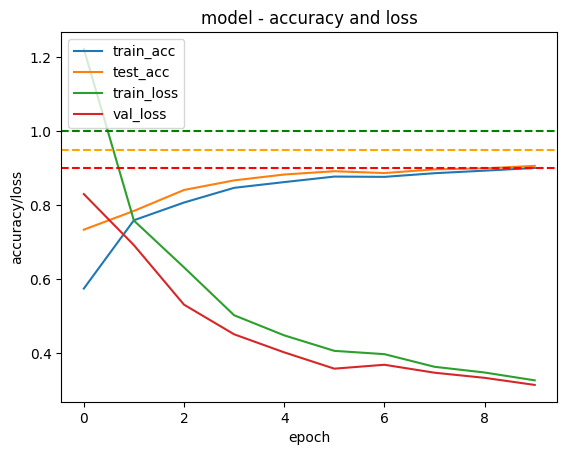 model - accuracy and loss
train_acc
test_acc
train_loss
val_loss
1.2
1.0
0.8
0.6
0.4
accuracy/loss
0 2 4 6 8
epoch